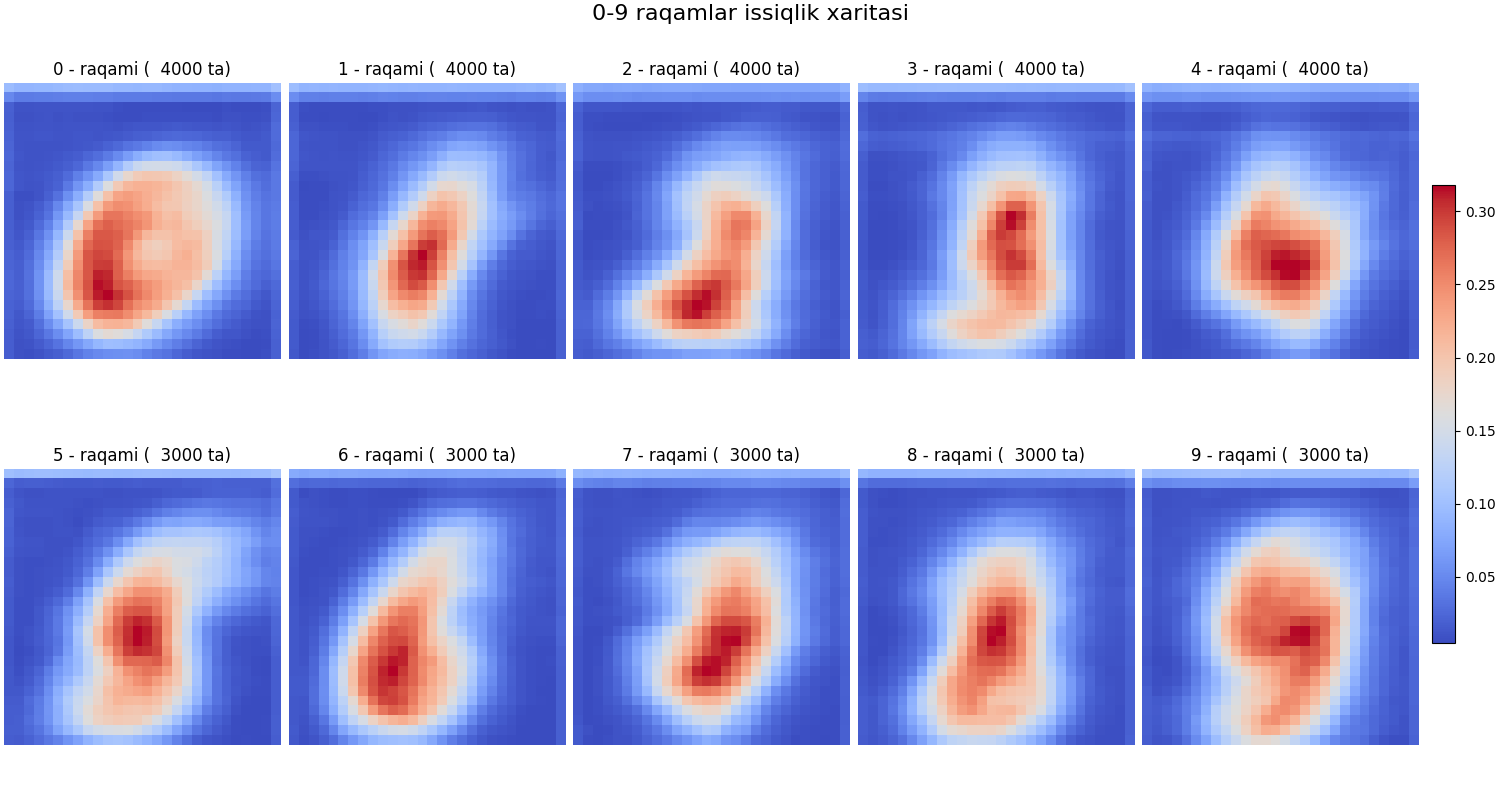 0-9 raqamlar issiqlik xaritasi
0 - raqami (  4000 ta)
1 - raqami (  4000 ta)
2 - raqami (  4000 ta)
3 - raqami (  4000 ta)
4 - raqami (  4000 ta)
0.30
0.25
0.20
0.15
0.10
0.05
5 - raqami (  3000 ta)
6 - raqami (  3000 ta)
7 - raqami (  3000 ta)
8 - raqami (  3000 ta)
9 - raqami (  3000 ta)